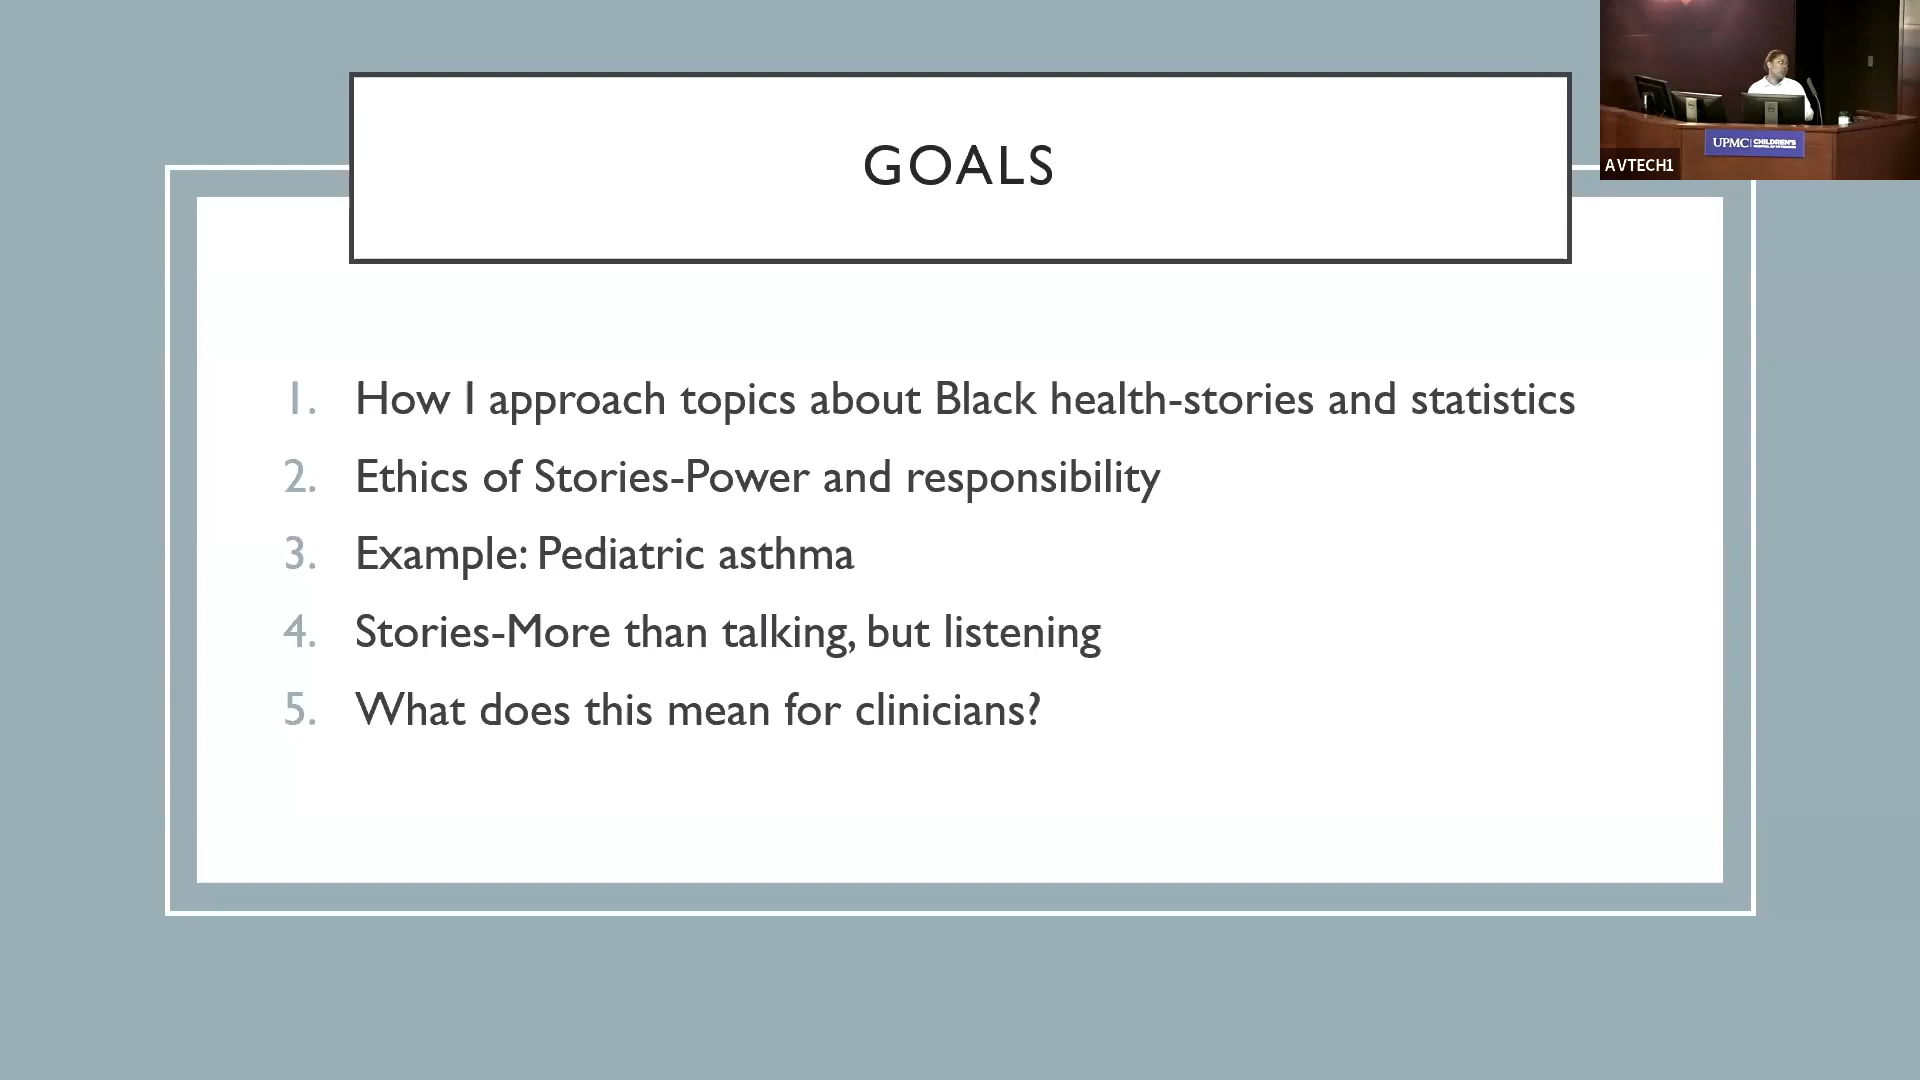 GOALS
1. How I approach topics about Black health-stories and statistics
2. Ethics of Stories-Power and responsibility
3. Example: Pediatric asthma
4. Stories-More than talking, but listening
5. What does this mean for clinicians?
UPMC CHILDREN'S
AVTECH1